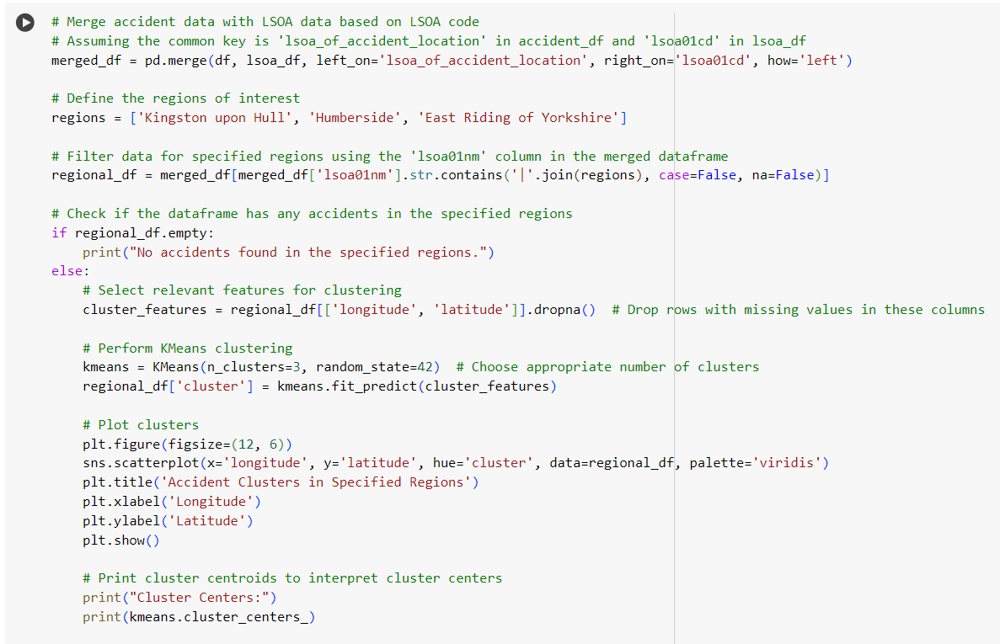 # Merge accident data with LSOA data based on LSOA code
# Assuming the common key is 'lsoa_of_accident_location' in accident_df and 'lsoa01cd' in lsoa_df
merged_df = pd.merge(df, lsoa_df, left_on='lsoa_of_accident_location', right_on='lsoa01cd', how='left')

# Define the regions of interest
regions = ['Kingston upon Hull', 'Humberside', 'East Riding of Yorkshire']

# Filter data for specified regions using the 'lsoa01nm' column in the merged dataframe
regional_df = merged_df[merged_df['lsoa01nm'].str.contains('|'.join(regions), case=False, na=False)]

# Check if the dataframe has any accidents in the specified regions
if regional_df.empty:
    print("No accidents found in the specified regions.")
else:
    # Select relevant features for clustering
    cluster_features = regional_df[['longitude', 'latitude']].dropna()  # Drop rows with missing values in these columns

    # Perform KMeans clustering
    kmeans = KMeans(n_clusters=3, random_state=42)  # Choose appropriate number of clusters
    regional_df['cluster'] = kmeans.fit_predict(cluster_features)

    # Plot clusters
    plt.figure(figsize=(12, 6))
    sns.scatterplot(x='longitude', y='latitude', hue='cluster', data=regional_df, palette='viridis')
    plt.title('Accident Clusters in Specified Regions')
    plt.xlabel('Longitude')
    plt.ylabel('Latitude')
    plt.show()

    # Print cluster centroids to interpret cluster centers
    print("Cluster Centers:")
    print(kmeans.cluster_centers_)